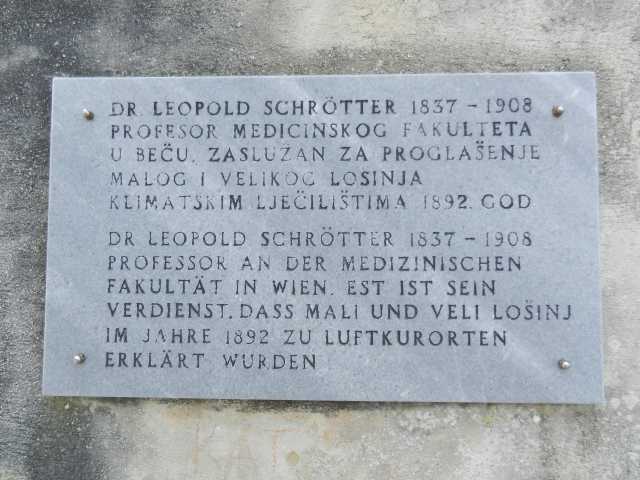 DR. LEOPOLD SCHRÖTTER 1837 – 1908
PROFESOR MEDICINSKOG FAKULTETA
U BEČU, ZASLUŽAN ZA PROGLAŠENJE
MALOG I VELIKOG LOŠINJA
KLIMATSKIM LJEČILIŠTIMA 1892. GOD
DR LEOPOLD SCHRÖTTER 1837 – 1908
PROFESSOR AN DER MEDIZINISCHEN
FAKULTÄT IN WIEN. EST IST SEIN
VERDIENST, DASS MALI UND VELI LOŠINJ
IM JAHRE 1892 ZU LUFTKURORTEN
ERKLÄRT WURDEN